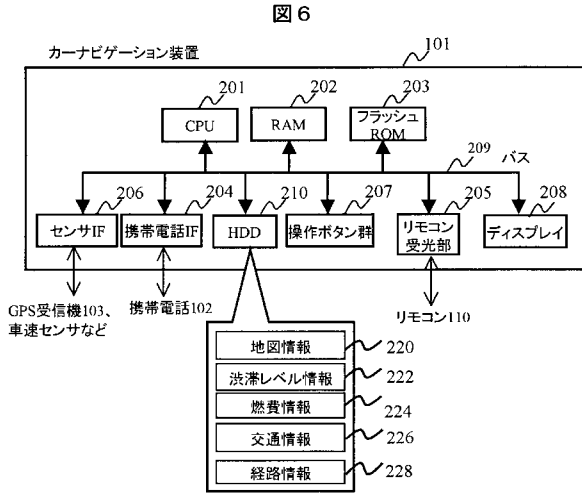 図6
カーナビゲーション装置
101
201
202
203
CPU
RAM
フラッシュ
ROM
209
バス
206
204
210
207
205
208
センサIF
携帯電話IF
HDD
操作ボタン群
リモコン
受光部
ディスプレイ
GPS受信機103、
車速センサなど
携帯電話102
リモコン110
地図情報
220
渋滞レベル情報
222
燃費情報
224
交通情報
226
経路情報
228